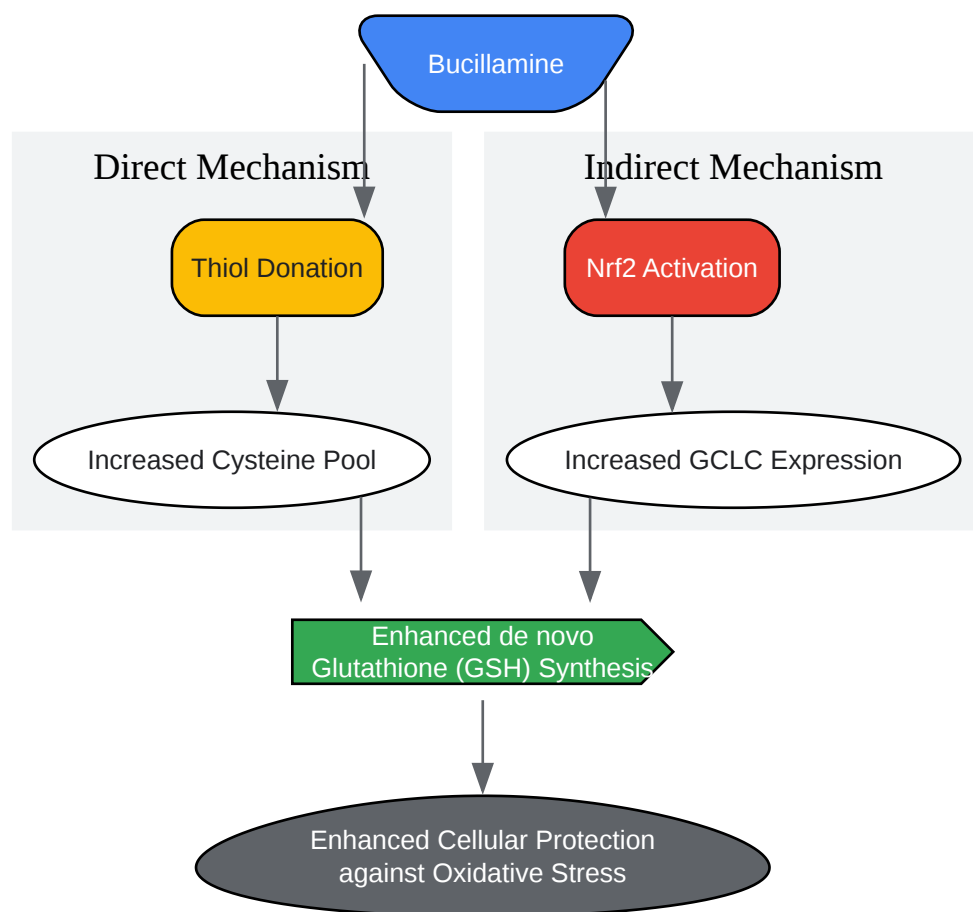 Bucillamine
Direct Mechanism
Indirect Mechanism
Thiol Donation
Nrf2 Activation
Increased Cysteine Pool
Increased GCLC Expression
Enhanced de novo
Glutathione (GSH) Synthesis
Enhanced Cellular Protection
against Oxidative Stress